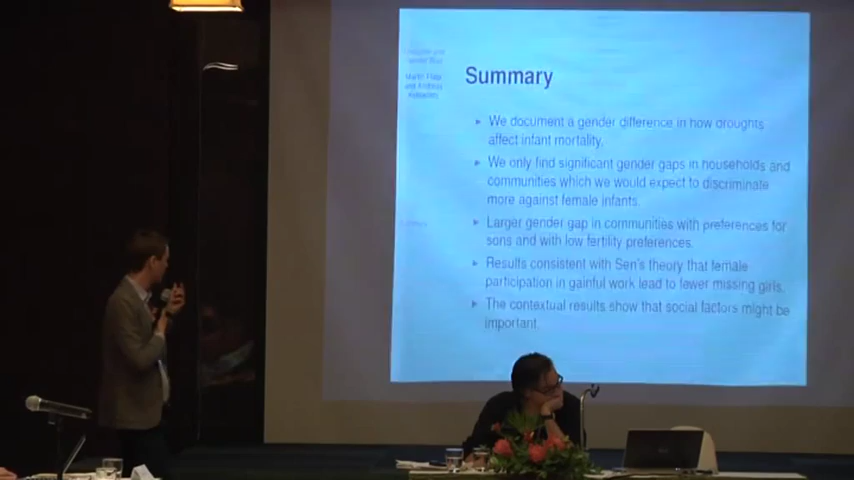 Summary
We document a gender difference in how droughts
affect infant mortality.
We only find significant gender gaps in households and
communities which we would expect to discriminate
more against female infants.
Larger gender gap in communities with preferences for
sons and with low fertility preferences.
Results consistent with Sen's theory that female
participation in gainful work lead to fewer missing girls.
The contextual results show that social factors might be
important.